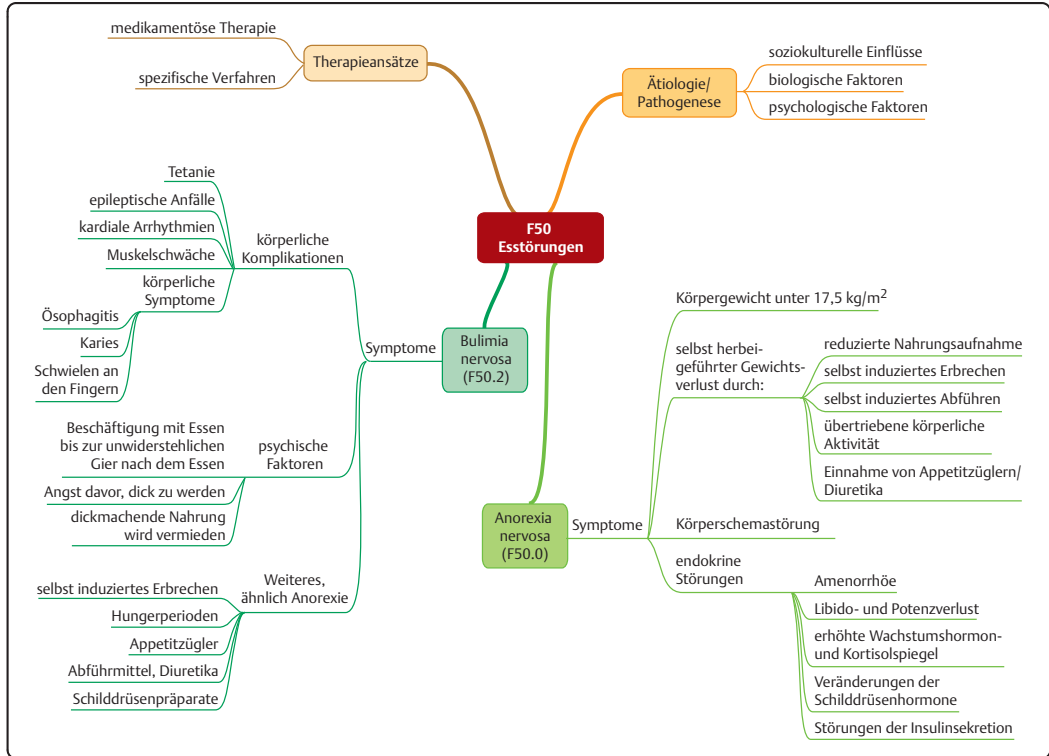 medikamentöse Therapie
spezifische Verfahren
Therapieansätze
Ätiologie/
Pathogenese
soziokulturelle Einflüsse
biologische Faktoren
psychologische Faktoren
F50
Esstörungen
Tetanie
epileptische Anfälle
kardiale Arrhythmien
Muskelschwäche
körperliche
Symptome
Ösophagitis
Karies
Schwielen an
den Fingern
körperliche
Komplikationen
Symptome
Bulimia
nervosa
(F50.2)
Beschäftigung mit Essen
bis zur unwiderstehlichen
Gier nach dem Essen
Angst davor, dick zu werden
dickmachende Nahrung
wird vermieden
psychische
Faktoren
selbst induziertes Erbrechen
Hungerperioden
Appetitzügler
Abführmittel, Diuretika
Schilddrüsenpräparate
Weiteres,
ähnlich Anorexie
Anorexia
nervosa
(F50.0)
Symptome
Körpergewicht unter 17,5 kg/m²
selbst herbei-
geführter Gewichts-
verlust durch:
reduzierte Nahrungsaufnahme
selbst induziertes Erbrechen
selbst induziertes Abführen
übertriebene körperliche
Aktivität
Einnahme von Appetitzüglern/
Diuretika
Körperschemastörung
endokrine
Störungen
Amenorrhöe
Libido- und Potenzverlust
erhöhte Wachstumshormon-
und Kortisolspiegel
Veränderungen der
Schilddrüsenhormone
Störungen der Insulinsekretion